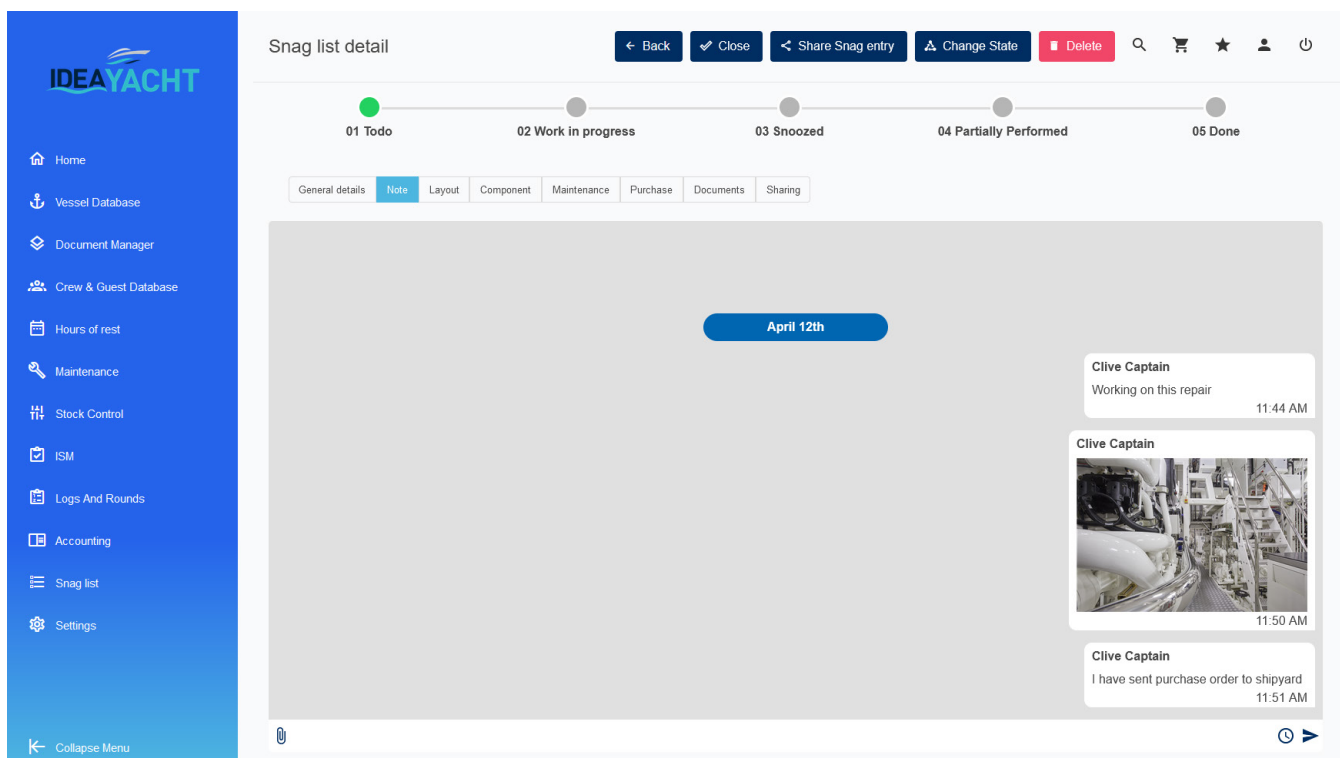 IDEAYACHT
Home
Vessel Database
Document Manager
Crew & Guest Database
Hours of rest
Maintenance
Stock Control
ISM
Logs And Rounds
Accounting
Snag list
Settings
Collapse Menu
Snag list detail
Back
Close
Share Snag entry
Change State
Delete
01 Todo
02 Work in progress
03 Snoozed
04 Partially Performed
05 Done
General details
Note
Layout
Component
Maintenance
Purchase
Documents
Sharing
April 12th
Clive Captain
Working on this repair
11:44 AM
Clive Captain
11:50 AM
Clive Captain
I have sent purchase order to shipyard
11:51 AM